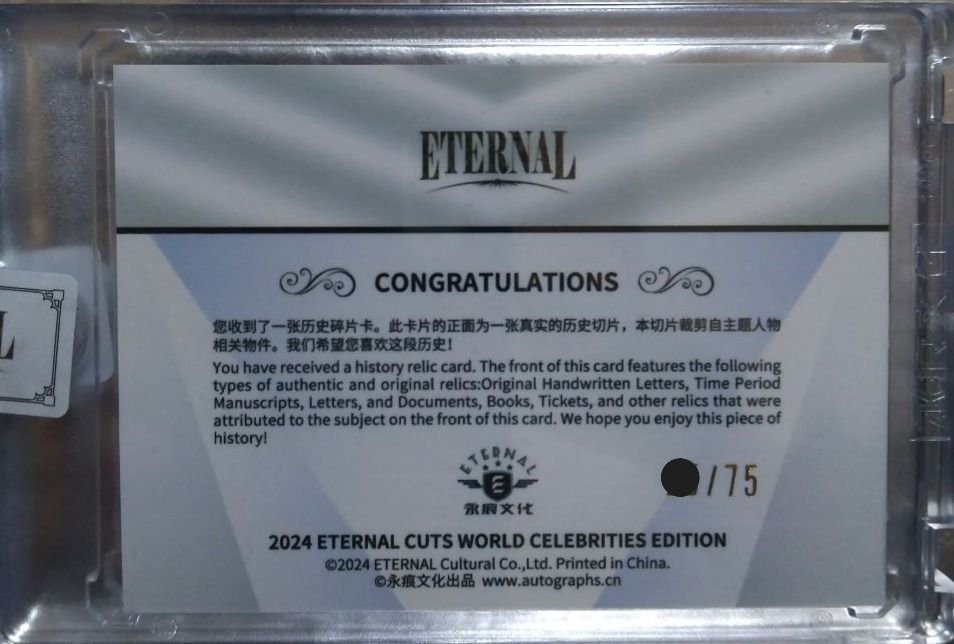 ETERNAL
CONGRATULATIONS
您收到了一张历史碎片卡。此卡片的正面为一张真实的历史切片，本切片裁剪自主题人物
相关物件。我们希望您喜欢这段历史！
You have received a history relic card. The front of this card features the following
types of authentic and original relics:Original Handwritten Letters, Time Period
Manuscripts, Letters, and Documents, Books, Tickets, and other relics that were
attributed to the subject on the front of this card. We hope you enjoy this piece of
history!
ETERNAL
永痕文化
/75
2024 ETERNAL CUTS WORLD CELEBRITIES EDITION
©2024 ETERNAL Cultural Co.,Ltd. Printed in China.
©永痕文化出品 www.autographs.cn